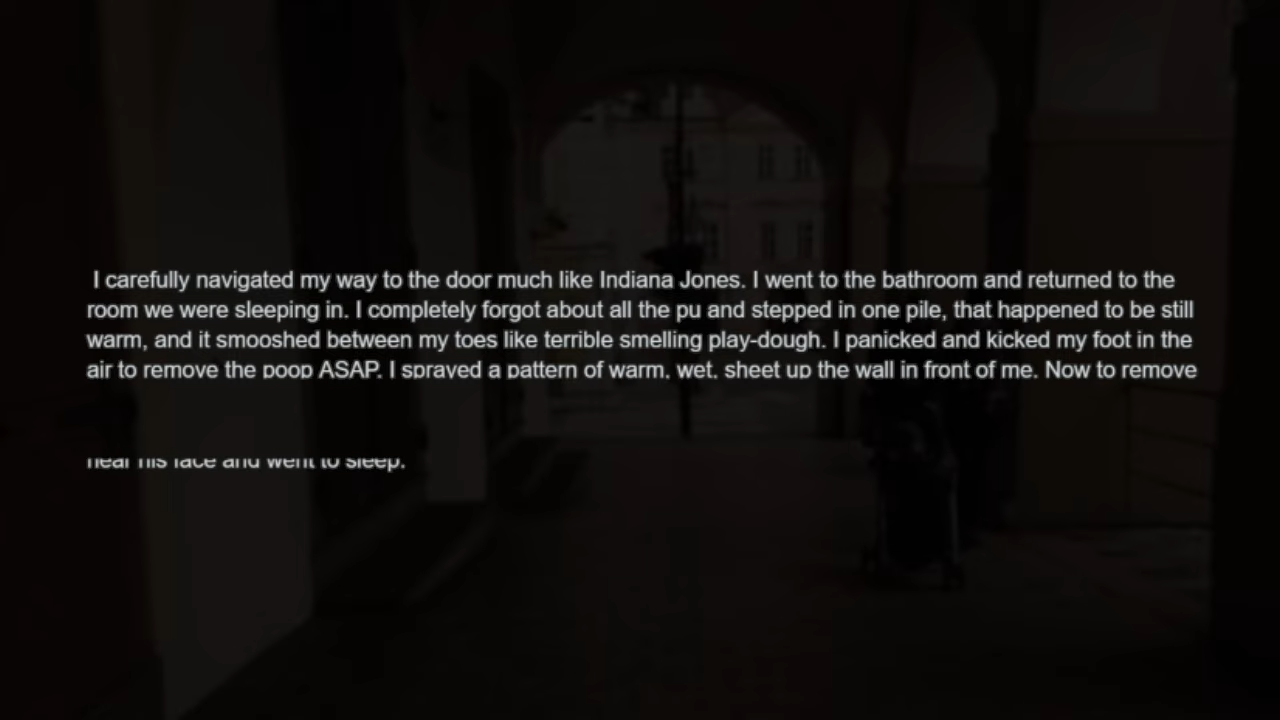 I carefully navigated my way to the door much like Indiana Jones. I went to the bathroom and returned to the
room we were sleeping in. I completely forgot about all the pu and stepped in one pile, that happened to be still
warm, and it smooshed between my toes like terrible smelling play-dough. I panicked and kicked my foot in the
air to remove the poop ASAP. I sprayed a pattern of warm, wet, sheet up the wall in front of me. Now to remove
near his face and went to sleep.